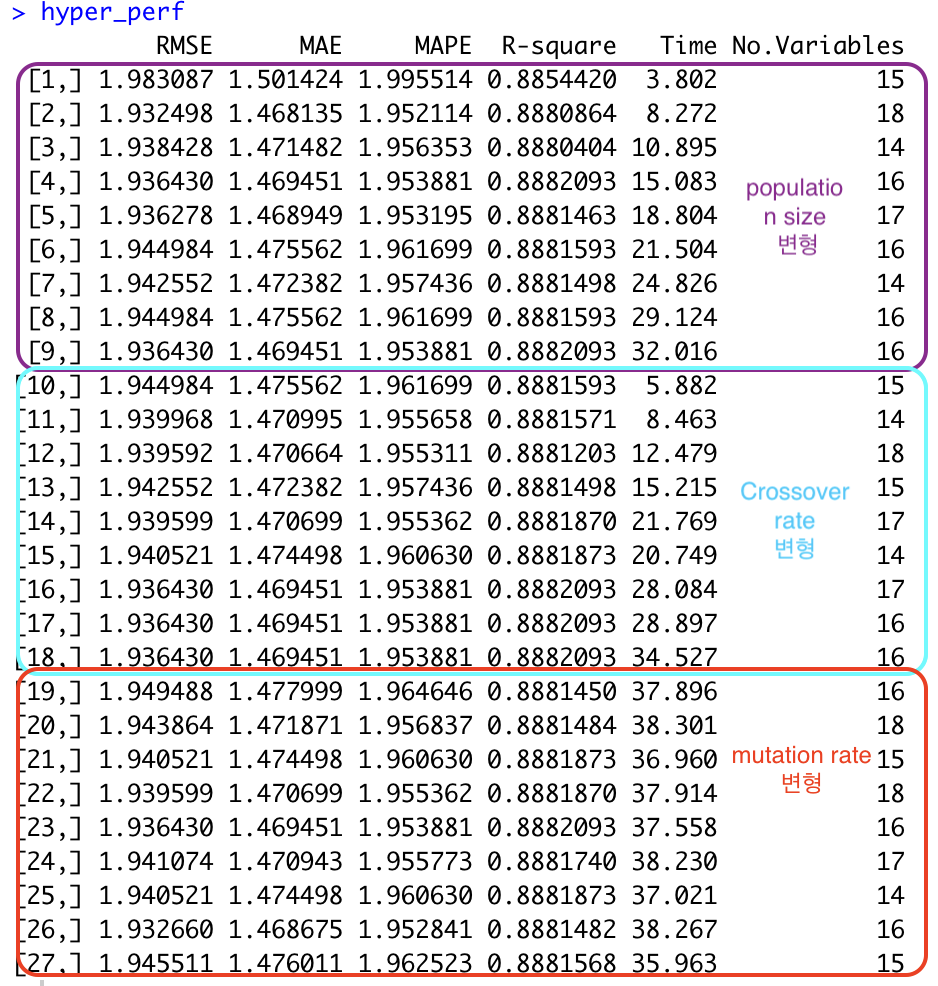 > hyper_perf
RMSE MAE MAPE R-square Time No.Variables
[1,] 1.983087 1.501424 1.995514 0.8854420 3.802 15
[2,] 1.932498 1.468135 1.952114 0.8880864 8.272 18
[3,] 1.938428 1.471482 1.956353 0.8880404 10.895 14
[4,] 1.936430 1.469451 1.953881 0.8882093 15.083 16
[5,] 1.936278 1.468949 1.953195 0.8881463 18.804 17
[6,] 1.944984 1.475562 1.961699 0.8881593 21.504 16
[7,] 1.942552 1.472382 1.957436 0.8881498 24.826 14
[8,] 1.944984 1.475562 1.961699 0.8881593 29.124 16
[9,] 1.936430 1.469451 1.953881 0.8882093 32.016 16
populatio
n size
변형
[10,] 1.944984 1.475562 1.961699 0.8881593 5.882 15
[11,] 1.939968 1.470995 1.955658 0.8881571 8.463 14
[12,] 1.939592 1.470664 1.955311 0.8881203 12.479 18
[13,] 1.942552 1.472382 1.957436 0.8881498 15.215 15
[14,] 1.939599 1.470699 1.955362 0.8881870 21.769 17
[15,] 1.940521 1.474498 1.960630 0.8881873 20.749 14
[16,] 1.936430 1.469451 1.953881 0.8882093 28.084 17
[17,] 1.936430 1.469451 1.953881 0.8882093 28.897 16
[18,] 1.936430 1.469451 1.953881 0.8882093 34.527 16
Crossover
rate
변형
[19,] 1.949488 1.477999 1.964646 0.8881450 37.896 16
[20,] 1.943864 1.471871 1.956837 0.8881484 38.301 18
[21,] 1.940521 1.474498 1.960630 0.8881873 36.960 15
[22,] 1.939599 1.470699 1.955362 0.8881870 37.914 18
[23,] 1.936430 1.469451 1.953881 0.8882093 37.558 16
[24,] 1.941074 1.470943 1.955773 0.8881740 38.230 17
[25,] 1.940521 1.474498 1.960630 0.8881873 37.021 14
[26,] 1.932660 1.468675 1.952841 0.8881482 38.267 16
[27,] 1.945511 1.476011 1.962523 0.8881568 35.963 15
mutation rate
변형